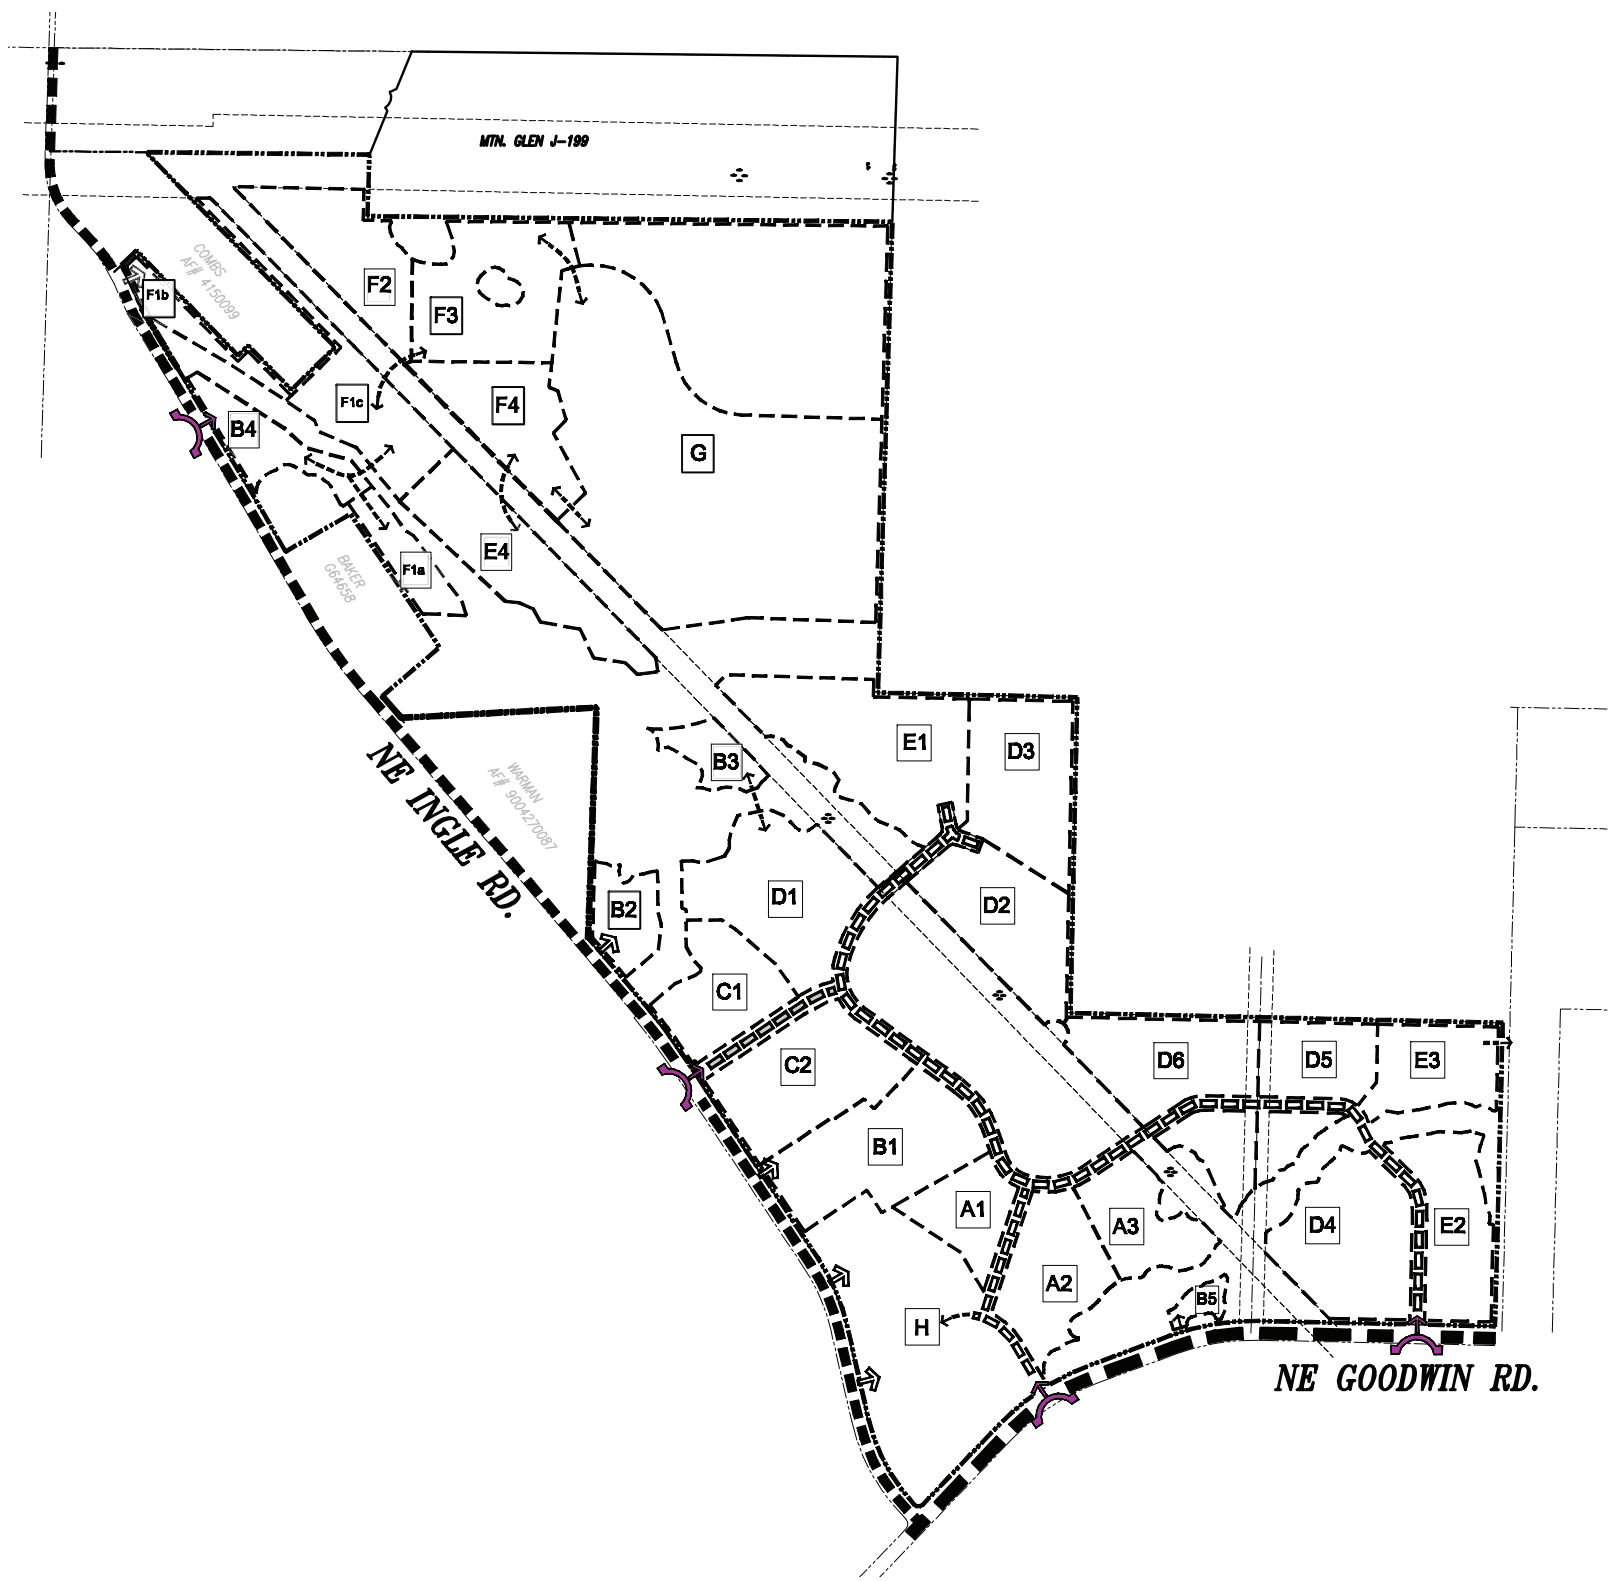 MTN. GLEN J-199
COMBS
AF# 4150099
F1b
F2
F3
F1c
F4
B4
G
E4
F1a
BAKER
G64658
E1
D3
B3
NE INGLE RD.
WARMAN
AF# 9004270087
D1
D2
B2
C1
C2
D6
D5
E3
B1
A1
A3
D4
E2
A2
B5
H
NE GOODWIN RD.